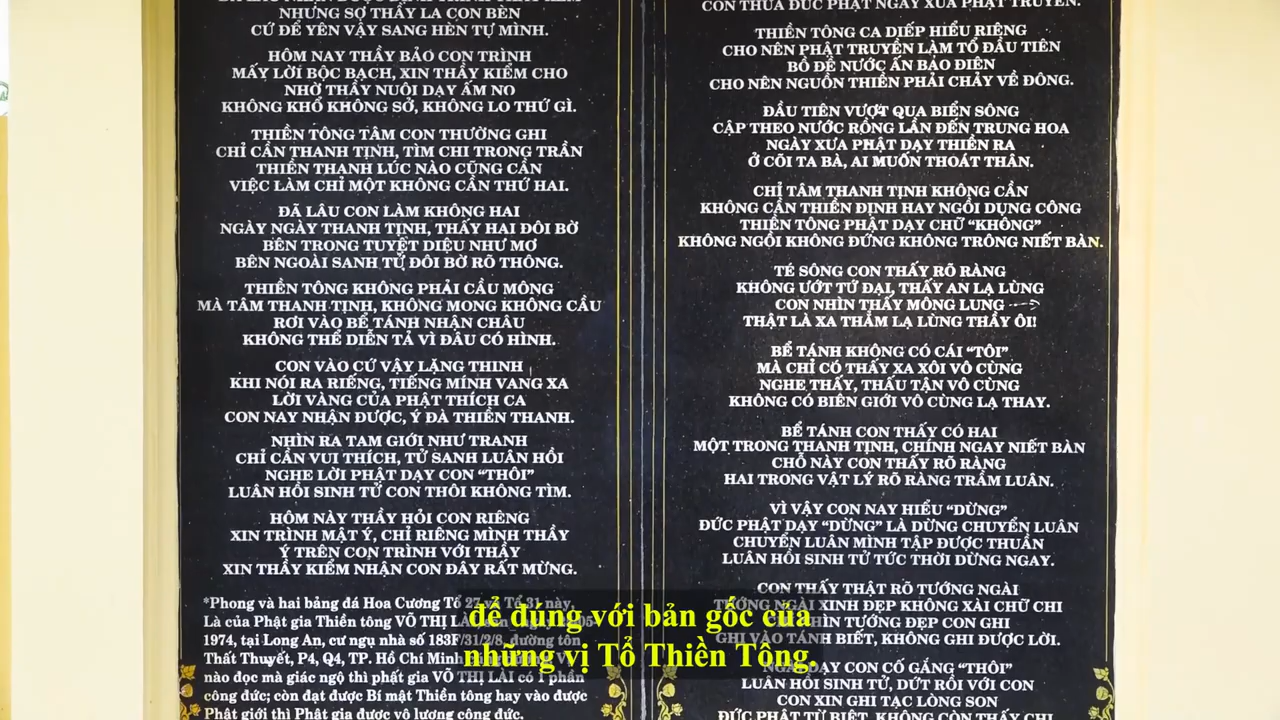 NHƯNG SỢ THẦY LA CON BÈN
CỨ ĐỂ YÊN VẬY SANG HÈN TỰ MÌNH.
HÔM NAY THẦY BẢO CON TRÌNH
MẤY LỜI BỘC BẠCH, XIN THẦY KIỂM CHO
NHỜ THẦY NUÔI DẠY ẤM NO
KHÔNG KHỔ KHÔNG SỞ, KHÔNG LO THỨ GÌ.
THIỀN TÔNG TÂM CON THƯỜNG GHI
CHỈ CẦN THANH TỊNH, TÌM CHI TRONG TRẦN
THIỀN THANH LÚC NÀO CŨNG CẦN
VIỆC LÀM CHỈ MỘT KHÔNG CẦN THỨ HAI.
ĐÃ LÂU CON LÀM KHÔNG HAI
NGÀY NGÀY THANH TỊNH, THẤY HAI ĐÔI BỜ
BÊN TRONG TUYỆT DIỆU NHƯ MƠ
BÊN NGOÀI SANH TỬ ĐÔI BỜ RÕ THÔNG.
THIỀN TÔNG KHÔNG PHẢI CẦU MÔNG
MÀ TÂM THANH TỊNH, KHÔNG MONG KHÔNG CẦU
RƠI VÀO BỂ TÁNH NHẬN CHÂU
KHÔNG THỂ DIỄN TẢ VÌ ĐÂU CÓ HÌNH.
CON VÀO CỨ VẬY LẶNG THINH
KHI NÓI RA RIÊNG, TIẾNG MÍNH VANG XA
LỜI VÀNG CỦA PHẬT THÍCH CA
CON NAY NHẬN ĐƯỢC, Ý ĐÀ THIỀN THANH.
NHÌN RA TAM GIỚI NHƯ TRANH
CHỈ CẦN VUI THÍCH, TỬ SANH LUÂN HỒI
NGHE LỜI PHẬT DẠY CON “THÔI”
LUÂN HỒI SINH TỬ CON THÔI KHÔNG TÌM.
HÔM NÀY THẦY HỎI CON RIÊNG
XIN TRÌNH MẬT Ý, CHỈ RIÊNG MÌNH THẦY
Ý TRÊN CON TRÌNH VỚI THẦY
XIN THẦY KIỂM NHẬN CON ĐÂY RẤT MỪNG.
*Phong và hai bảng đá Hoa Cương Tổ 27 và Tổ 31 này,
Là của Phật gia Thiền tông VÕ THỊ LÀI,
1974, tại Long An, cư ngụ nhà số 183F/31/2/8, đường tôn
Thất Thuyết, P4, Q4, TP. Hồ Chí Minh
nào đọc mà giác ngộ thì phật gia VÕ THỊ LÀI có 1 phần
công đức; còn đạt được Bí mật Thiền tông hay vào được
Phật giới thì Phật gia được vô lượng công đức.
CON THỪA ĐỨC PHẬT NGÀY XƯA PHẬT TRUYỀN.
THIỀN TÔNG CA DIẾP HIỂU RIÊNG
CHO NÊN PHẬT TRUYỀN LÀM TỔ ĐẦU TIÊN
BỒ ĐỀ NƯỚC ẤN BẢO ĐIÊN
CHO NÊN NGUỒN THIỀN PHẢI CHẢY VỀ ĐÔNG.
ĐẦU TIÊN VƯỢT QUA BIỂN SÔNG
CẬP THEO NƯỚC RỒNG LẦN ĐẾN TRUNG HOA
NGÀY XƯA PHẬT DẠY THIỀN RA
Ở CÕI TA BÀ, AI MUỐN THOÁT THÂN.
CHỈ TÂM THANH TỊNH KHÔNG CẦN
KHÔNG CẦN THIỀN ĐỊNH HAY NGỒI DỤNG CÔNG
THIỀN TÔNG PHẬT DẠY CHỮ “KHÔNG”
KHÔNG NGỒI KHÔNG ĐỨNG KHÔNG TRÔNG NIẾT BÀN.
TÉ SÔNG CON THẤY RÕ RÀNG
KHÔNG ƯỚT TỨ ĐẠI, THẤY AN LẠ LÙNG
CON NHÌN THẤY MÔNG LUNG
THẬT LÀ XA THẲM LẠ LÙNG THẦY ÔI!
BỂ TÁNH KHÔNG CÓ CÁI “TÔI”
MÀ CHỈ CÓ THẤY XA XÔI VÔ CÙNG
NGHE THẤY, THẤU TẬN VÔ CÙNG
KHÔNG CÓ BIÊN GIỚI VÔ CÙNG LẠ THAY.
BỂ TÁNH CON THẤY CÓ HAI
MỘT TRONG THANH TỊNH, CHÍNH NGAY NIẾT BÀN
CHỖ NÀY CON THẤY RÕ RÀNG
HAI TRONG VẬT LÝ RÕ RÀNG TRẦM LUÂN.
VÌ VẬY CON NAY HIỂU “DỪNG”
ĐỨC PHẬT DẠY “DỪNG” LÀ DỪNG CHUYỂN LUÂN
CHUYỂN LUÂN MÌNH TẬP ĐƯỢC THUẦN
LUÂN HỒI SINH TỬ TỨC THỜI DỪNG NGAY.
CON THẤY THẬT RÕ TƯỚNG NGÀI
TƯỚNG NGÀI XINH ĐẸP KHÔNG XÀI CHỮ CHI
NHÌN TƯỚNG ĐẸP CON GHI
GHI VÀO TÁNH BIẾT, KHÔNG GHI ĐƯỢC LỜI.
NGÀI DẠY CON CỐ GẮNG “THÔI”
LUÂN HỒI SINH TỬ, DỨT RỒI VỚI CON
CON XIN GHI TẠC LÒNG SON
ĐỨC PHẬT TỪ BIỆT, KHÔNG CÒN THẤY CHI
để đúng với bản gốc của
những vị Tổ Thiền Tông.